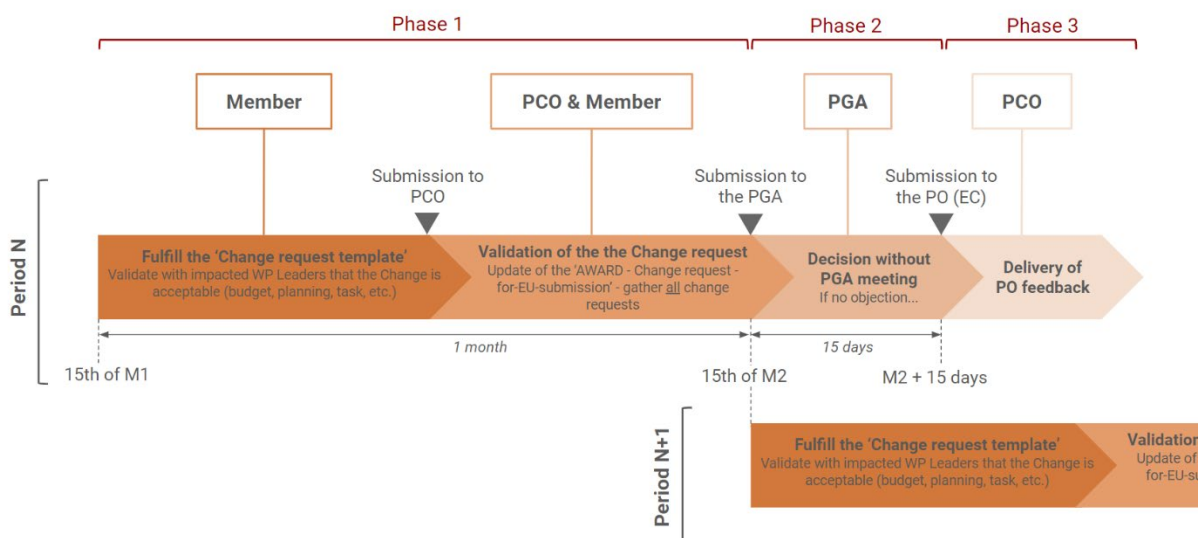 Phase 1
Phase 2
Phase 3
Member
PCO & Member
PGA
PCO
Submission to
PCO
Submission to
the PGA
Submission to
the PO (EC)
Period N
Fulfill the 'Change request template'
Validate with impacted WP Leaders that the Change is
acceptable (budget, planning, task, etc.)
Validation of the the Change request
Update of the 'AWARD - Change request -
for-EU-submission' - gather all change
requests
Decision without
PGA meeting
If no objection...
Delivery of
PO feedback
1 month
15 days
15th of M1
15th of M2
M2 + 15 days
Period N+1
Fulfill the 'Change request template'
Validate with impacted WP Leaders that the Change is
acceptable (budget, planning, task, etc.)
Validation
Update of
for-EU-su